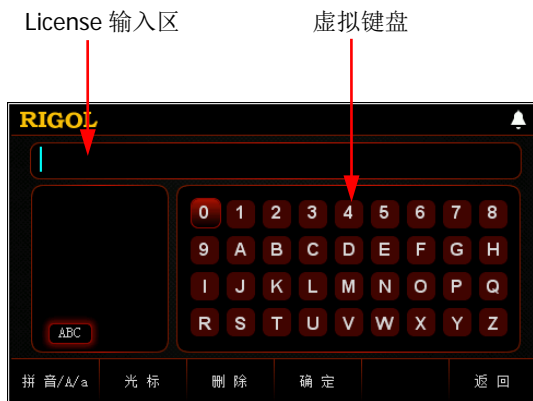 License 输入区 虚拟键盘
RIGOL
0 1 2 3 4 5 6 7 8
9 A B C D E F G H
I J K L M N O P Q
ABC R S T U V W X Y Z
拼 音/A/a 光 标 删 除 确 定 返 回